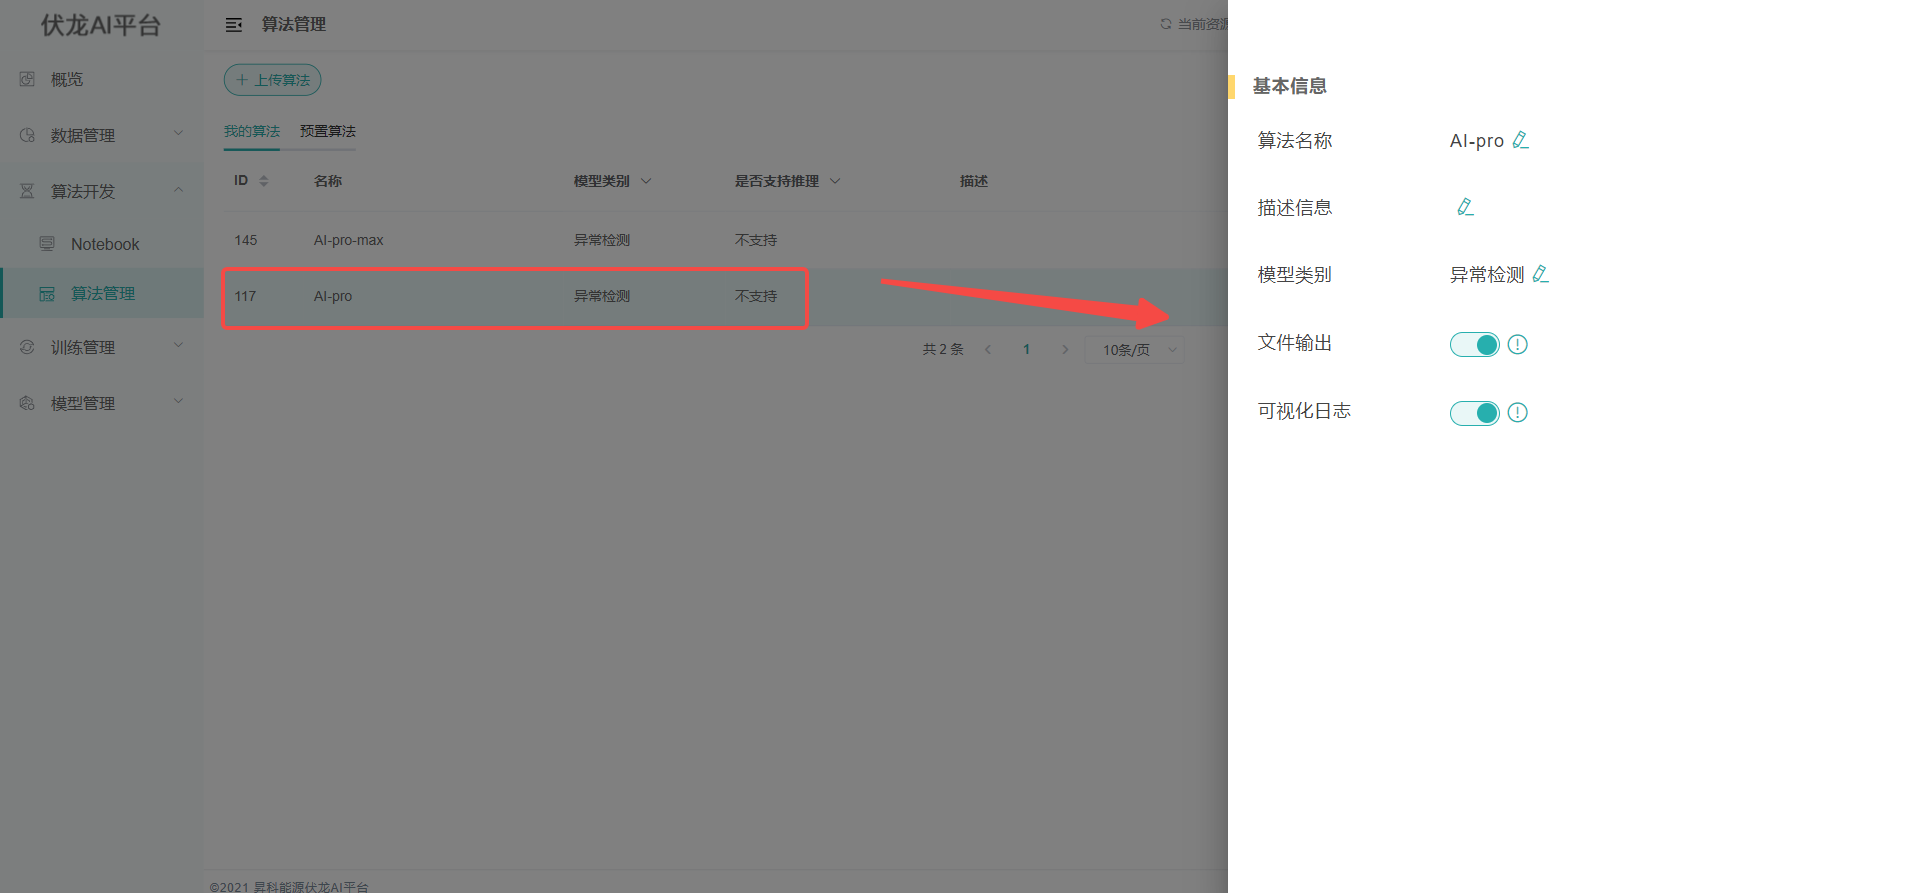 伏龙AI平台
概览
数据管理
算法开发
Notebook
算法管理
训练管理
模型管理
算法管理
当前资源
上传算法
我的算法 预置算法
ID 名称 模型类别 是否支持推理 描述
145 AI-pro-max 异常检测 不支持
117 AI-pro 异常检测 不支持
共 2 条 1 10条/页
©2021 昇科能源伏龙AI平台
基本信息
算法名称 AI-pro
描述信息
模型类别 异常检测
文件输出
可视化日志